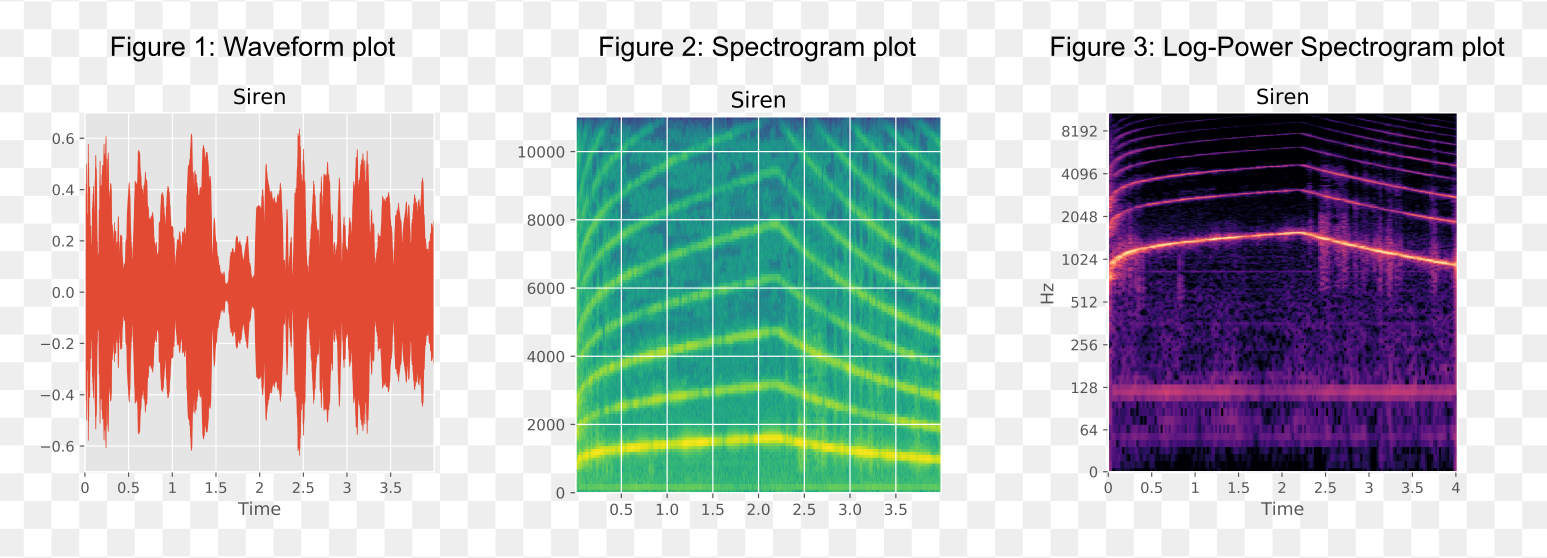 Figure 1: Waveform plot
Siren
0.6
0.4
0.2
0.0
−0.2
−0.4
−0.6
0 0.5 1 1.5 2 2.5 3 3.5
Time
Figure 2: Spectrogram plot
Siren
10000
8000
6000
4000
2000
0
0.5 1.0 1.5 2.0 2.5 3.0 3.5
Figure 3: Log-Power Spectrogram plot
Siren
Hz
8192
4096
2048
1024
512
256
128
64
0
0 0.5 1 1.5 2 2.5 3 3.5 4
Time